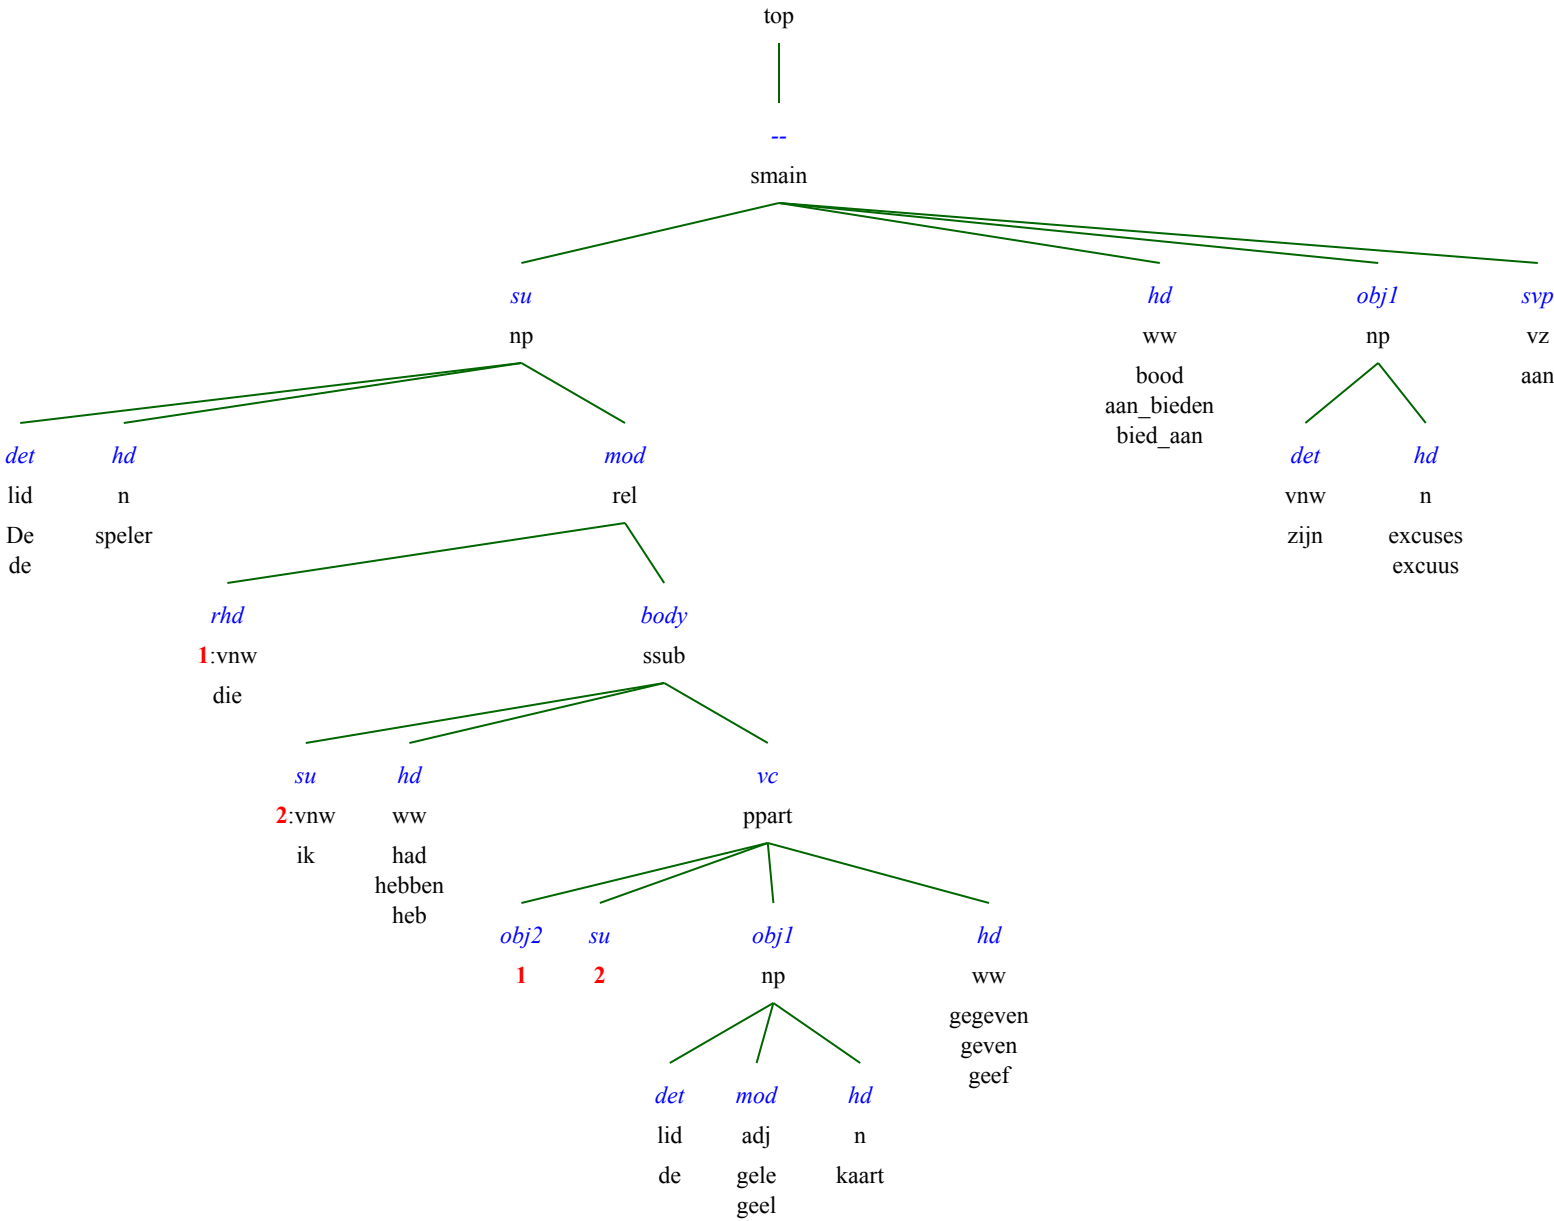 top
--
smain
su hd obj1 svp
np ww np vz
bood aan
aan_bieden
bied_aan
det hd mod det hd
lid n rel vnw n
De speler zijn excuses
de excuus
rhd body
1:vnw ssub
die
su hd vc
2:vnw ww ppart
ik had
hebben
heb
obj2 su obj1 hd
1 2 np ww
gegeven
geven
geef
det mod hd
lid adj n
de gele kaart
geel